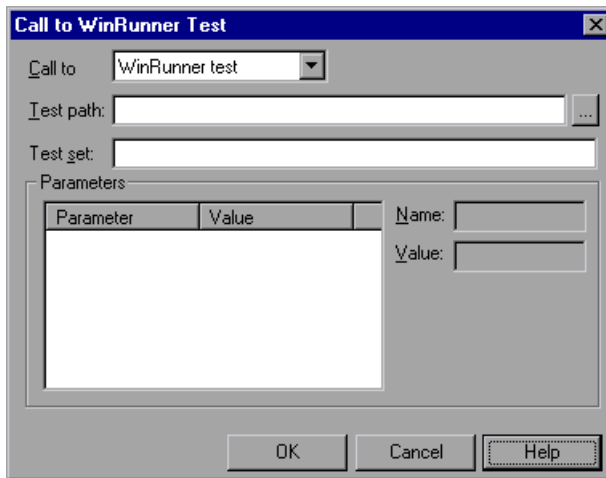 Call to WinRunner Test
Call to WinRunner test
Test path: ...
Test set:
Parameters
Parameter Value
Name:
Value:
OK Cancel Help